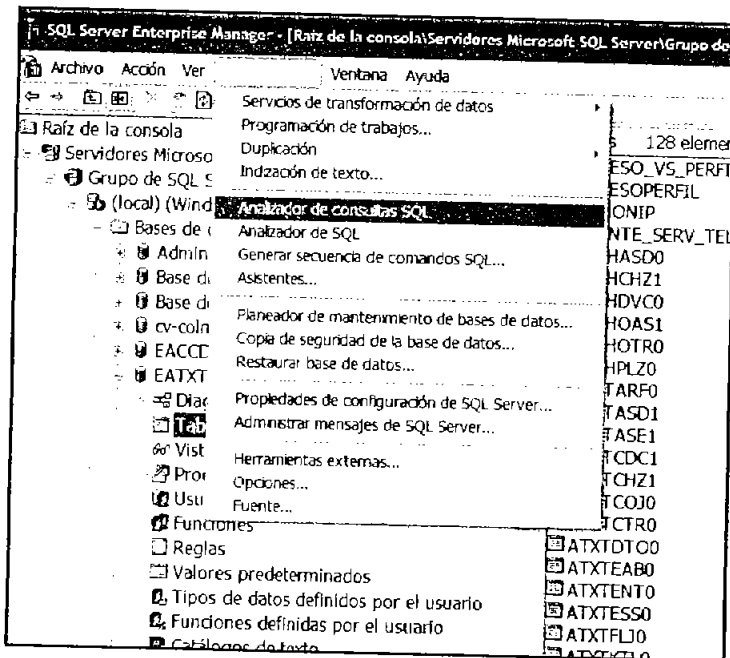 SQL Server Enterprise Manager - [Raíz de la consola\Servidores Microsoft SQL Server\Grupo de
Archivo Acción Ver Ventana Ayuda
Servicios de transformación de datos
Programación de trabajos...
Duplicación
Indización de texto...
Analizador de consultas SQL
Analizador de SQL
Generar secuencia de comandos SQL...
Asistentes...
Planeador de mantenimiento de bases de datos...
Copia de seguridad de la base de datos...
Restaurar base de datos...
Propiedades de configuración de SQL Server...
Administrar mensajes de SQL Server...
Herramientas externas...
Opciones...
Fuente...
Raíz de la consola
Servidores Microso
Grupo de SQL S
(local) (Wind
Bases de
Admin
Base d
Base d
cv-coln
EACCD
EATXT
Diag
Tab
Vist
Proc
Usu
Funciones
Reglas
Valores predeterminados
Tipos de datos definidos por el usuario
Funciones definidas por el usuario
Catálogos de texto
s 128 elemen
ESO_VS_PERFI
ESOPERFIL
IONIP
NTE_SERV_TEL
HASD0
HCHZ1
HDVC0
HOAS1
HOTR0
HPLZ0
TARF0
TASD1
TASE1
TCDC1
TCHZ1
TCOJ0
TCTR0
ATXTDTO0
ATXTEAB0
ATXTENT0
ATXTESS0
ATXTFLJ0